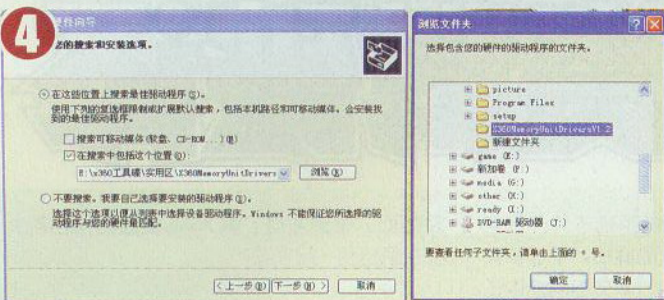 4
硬件向导
您的搜索和安装选项。
在这些位置上搜索最佳驱动程序(S)。
使用下列的复选框限制或扩展默认搜索，包括本机路径和可移动媒体。会安装找
到的最佳驱动程序。
搜索可移动媒体(软盘、CD-ROM...)(M)
在搜索中包括这个位置(O):
浏览(R)
不要搜索。我要自己选择要安装的驱动程序(D)。
选择这个选项以便从列表中选择设备驱动程序。Windows 不能保证您所选择的驱
动程序与您的硬件最匹配。
<上一步(B) 下一步(N)> 取消
浏览文件夹
选择包含您的硬件的驱动程序的文件夹。
picture
Program Files
setup
X360MemoryUnitDriversV1.2
新建文件夹
game (E:)
新加卷 (F:)
media (G:)
other (H:)
ready (I:)
DVD-RAM 驱动器 (J:)
要查看任何子文件夹，请单击上面的 + 号。
确定 取消